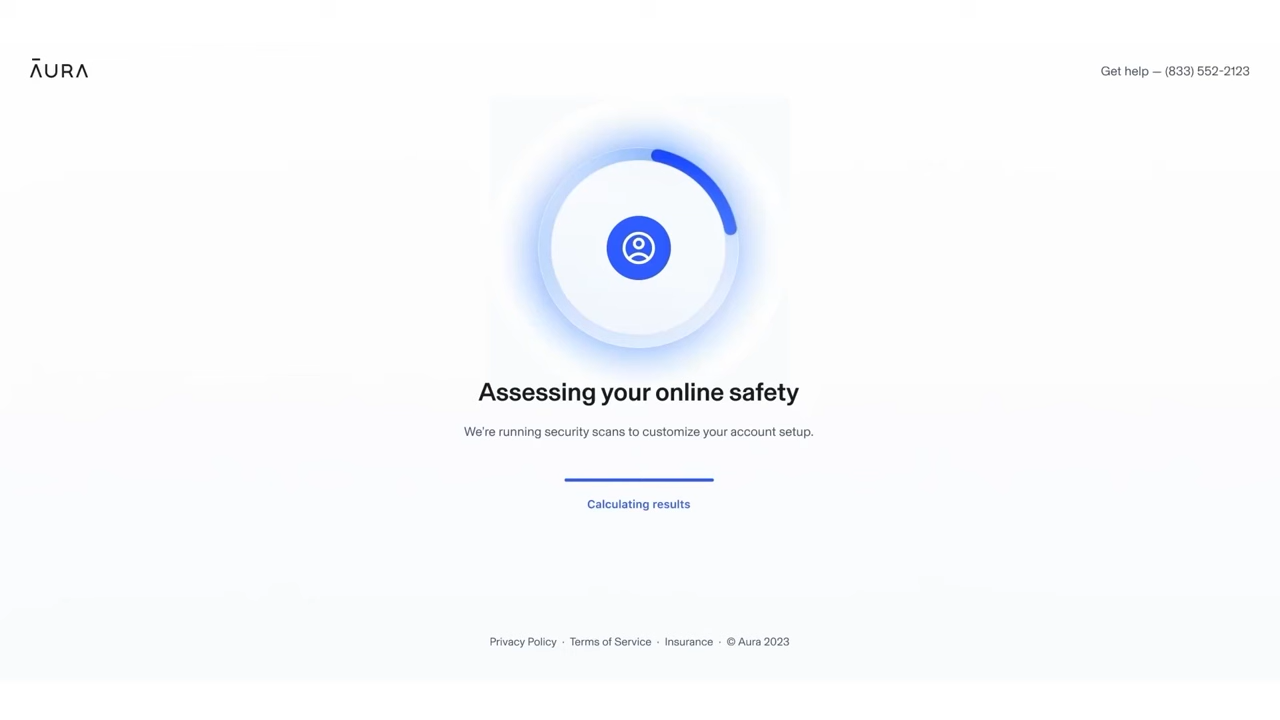 ĀURA
Get help — (833) 552-2123
Assessing your online safety
We're running security scans to customize your account setup.
Calculating results
Privacy Policy · Terms of Service · Insurance · © Aura 2023